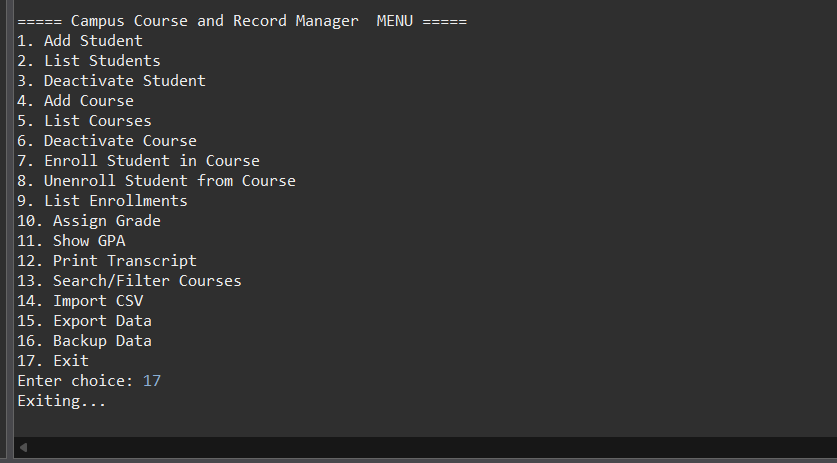 ===== Campus Course and Record Manager  MENU =====
1. Add Student
2. List Students
3. Deactivate Student
4. Add Course
5. List Courses
6. Deactivate Course
7. Enroll Student in Course
8. Unenroll Student from Course
9. List Enrollments
10. Assign Grade
11. Show GPA
12. Print Transcript
13. Search/Filter Courses
14. Import CSV
15. Export Data
16. Backup Data
17. Exit
Enter choice: 17
Exiting...